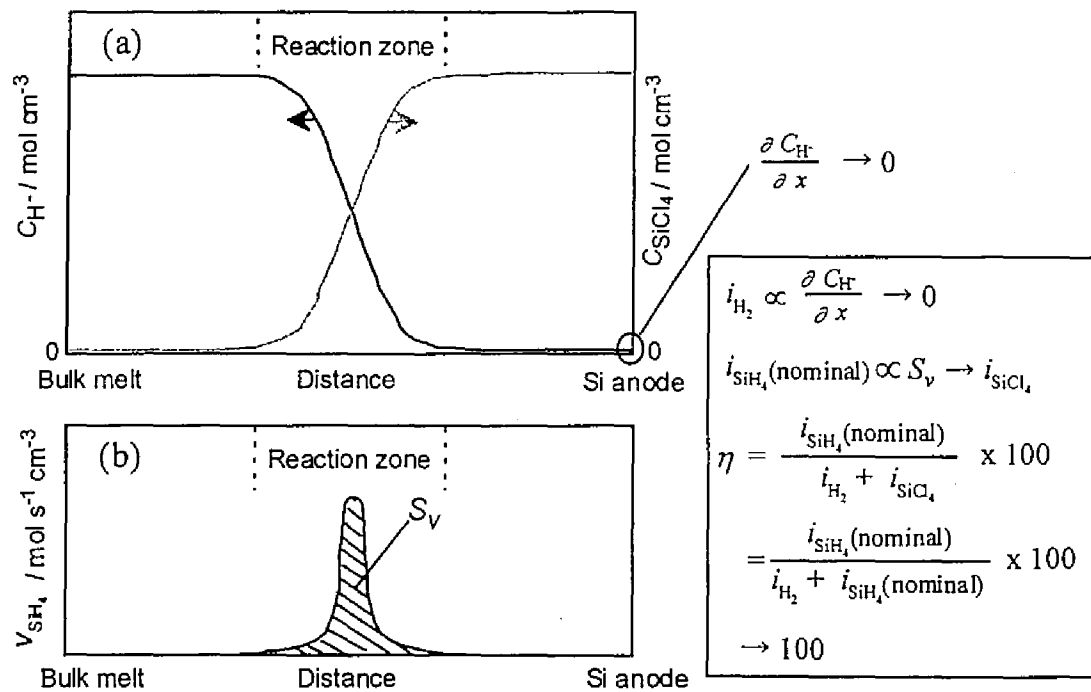 (a)
Reaction zone
C_H- / mol cm⁻³
C_SiCl₄ / mol cm⁻³
0
0
Bulk melt Distance Si anode
∂C_H- / ∂x → 0
(b)
Reaction zone
S_V
V_SiH₄ / mol s⁻¹ cm⁻³
Bulk melt Distance Si anode
i_H₂ ∝ ∂C_H- / ∂x → 0
i_SiH₄(nominal) ∝ S_v → i_SiCl₄
η = i_SiH₄(nominal) / (i_H₂ + i_SiCl₄) x 100
= i_SiH₄(nominal) / (i_H₂ + i_SiH₄(nominal)) x 100
→ 100